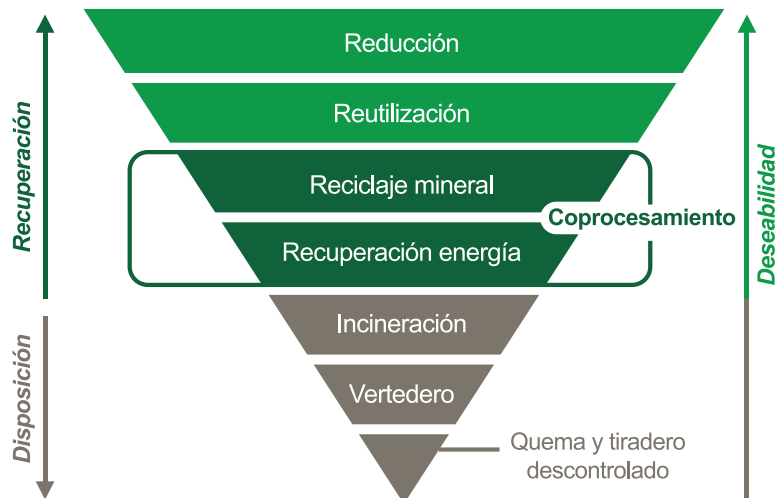 Reducción
Reutilización
Reciclaje mineral
Coprocesamiento
Recuperación energía
Incineración
Vertedero
Quema y tiradero
descontrolado
Recuperación
Disposición
Deseabilidad